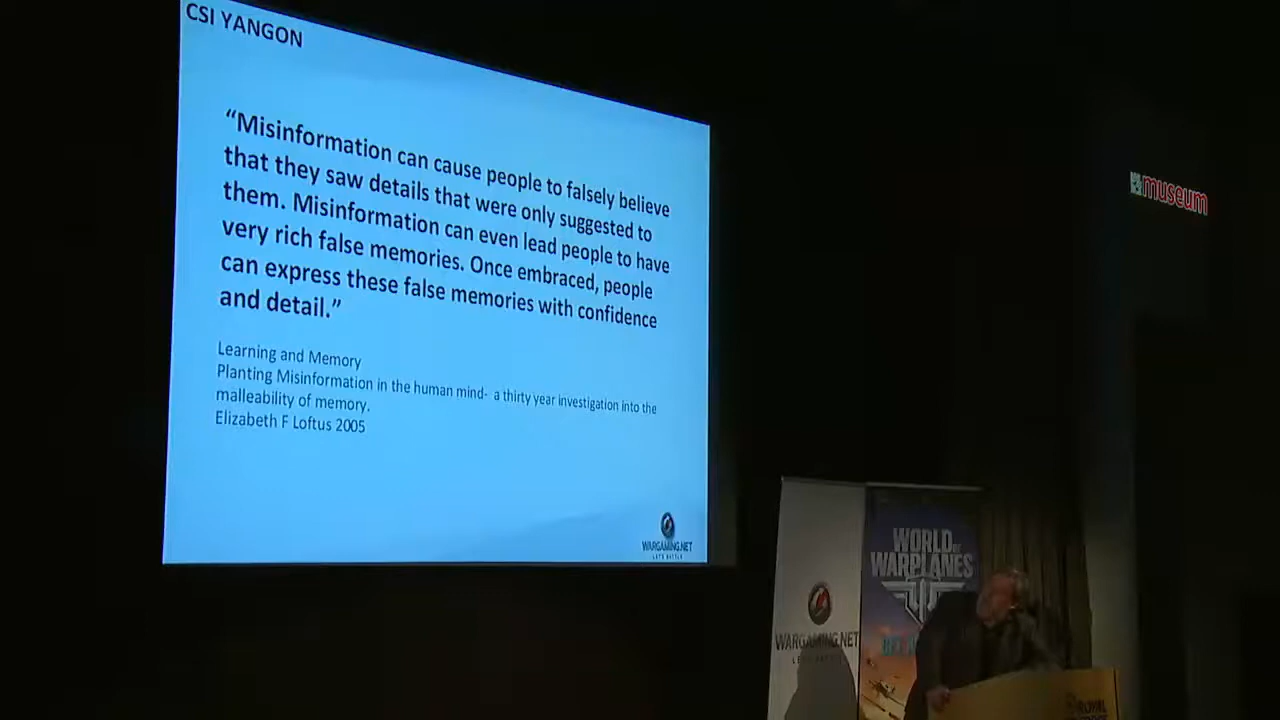 CSI YANGON
“Misinformation can cause people to falsely believe
that they saw details that were only suggested to
them. Misinformation can even lead people to have
very rich false memories. Once embraced, people
can express these false memories with confidence
and detail.”
Learning and Memory
Planting Misinformation in the human mind- a thirty year investigation into the
malleability of memory.
Elizabeth F Loftus 2005
WARGAMING.NET
LET'S BATTLE
museum
WORLD OF
WARPLANES
WARGAMING.NET
ROYAL